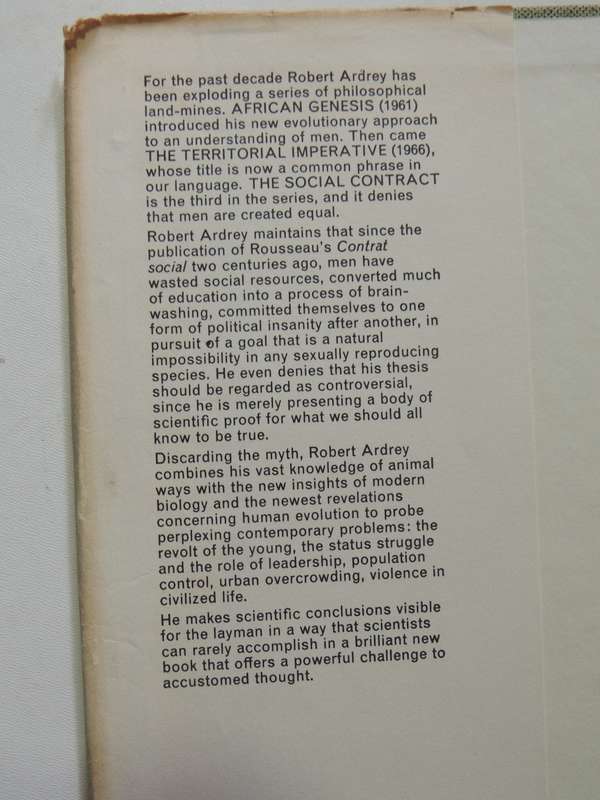 For the past decade Robert Ardrey has
been exploding a series of philosophical
land-mines. AFRICAN GENESIS (1961)
introduced his new evolutionary approach
to an understanding of men. Then came
THE TERRITORIAL IMPERATIVE (1966),
whose title is now a common phrase in
our language. THE SOCIAL CONTRACT
is the third in the series, and it denies
that men are created equal.
Robert Ardrey maintains that since the
publication of Rousseau's Contrat
social two centuries ago, men have
wasted social resources, converted much
of education into a process of brain-
washing, committed themselves to one
form of political insanity after another, in
pursuit of a goal that is a natural
impossibility in any sexually reproducing
species. He even denies that his thesis
should be regarded as controversial,
since he is merely presenting a body of
scientific proof for what we should all
know to be true.
Discarding the myth, Robert Ardrey
combines his vast knowledge of animal
ways with the new insights of modern
biology and the newest revelations
concerning human evolution to probe
perplexing contemporary problems: the
revolt of the young, the status struggle
and the role of leadership, population
control, urban overcrowding, violence in
civilized life.
He makes scientific conclusions visible
for the layman in a way that scientists
can rarely accomplish in a brilliant new
book that offers a powerful challenge to
accustomed thought.